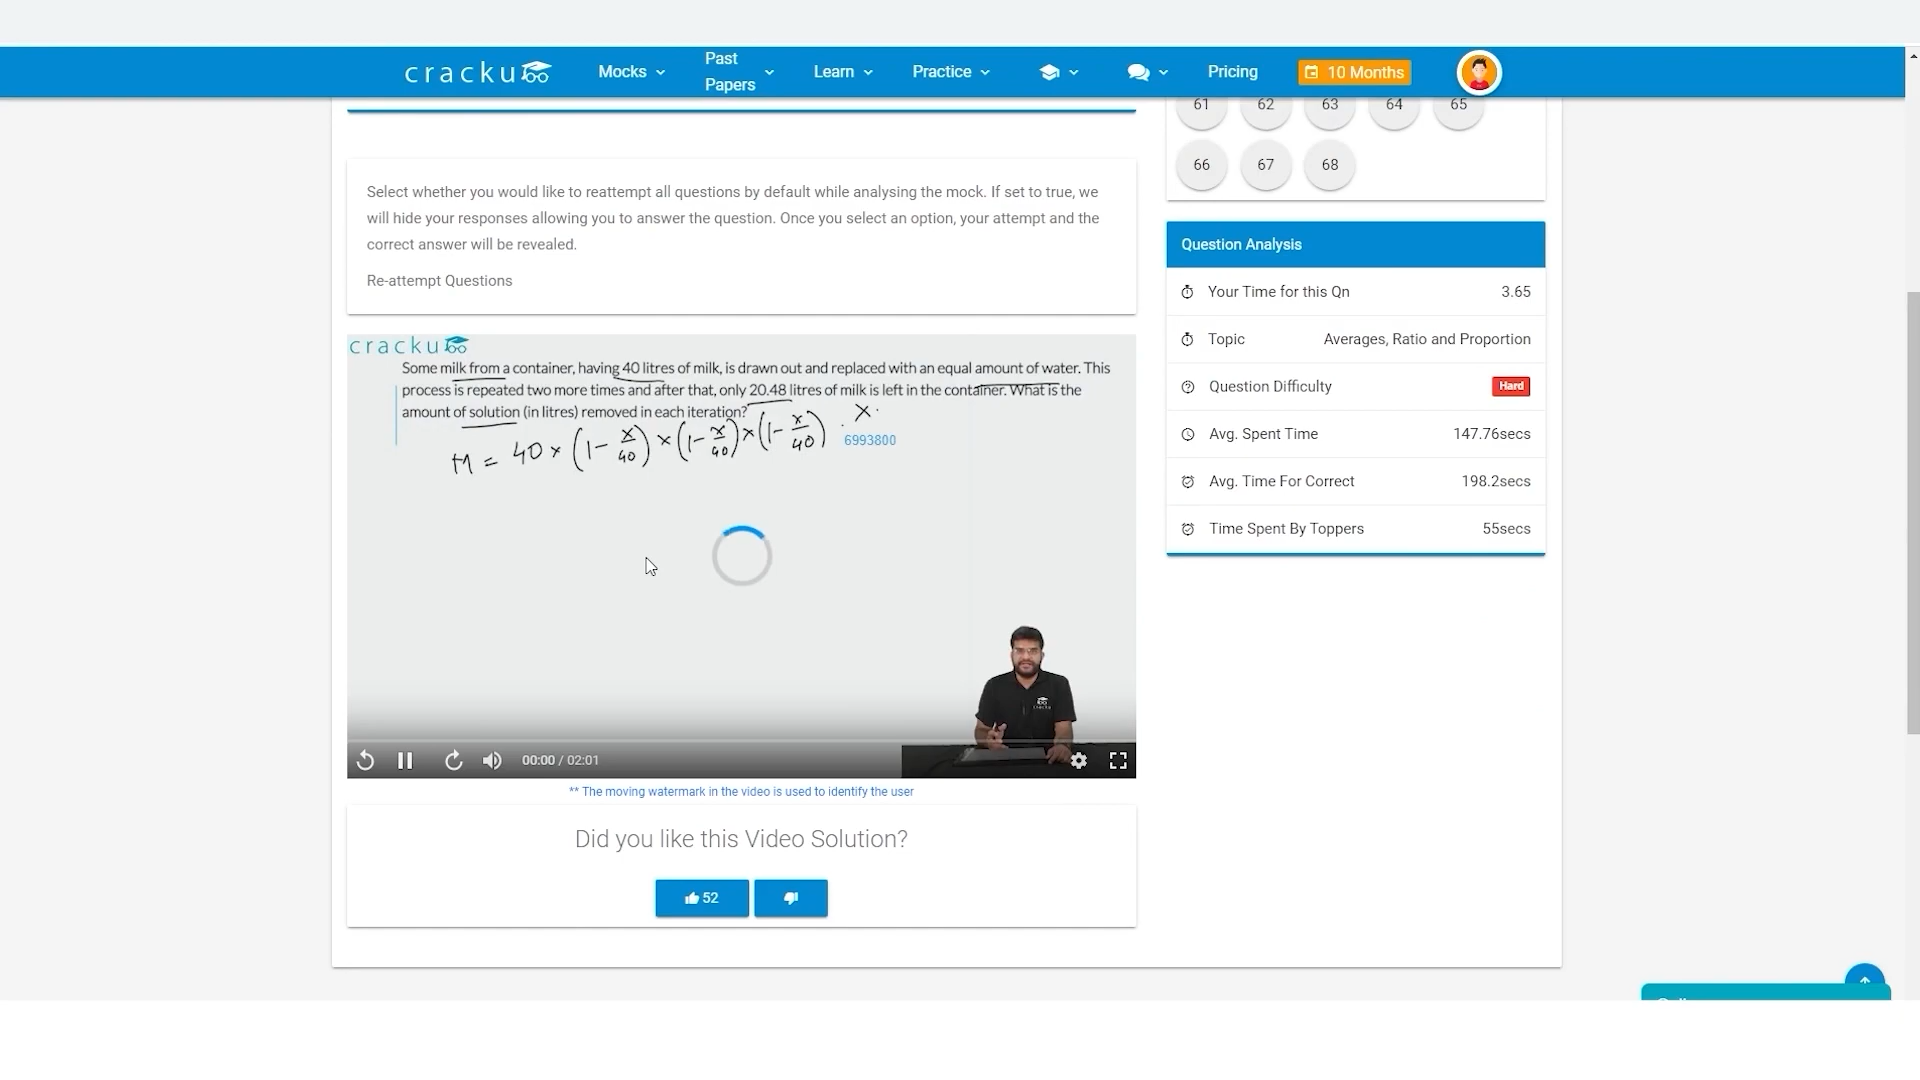 cracku
Mocks
Past Papers
Learn
Practice
Pricing
10 Months
61 62 63 64 65
66 67 68
Select whether you would like to reattempt all questions by default while analysing the mock. If set to true, we
will hide your responses allowing you to answer the question. Once you select an option, your attempt and the
correct answer will be revealed.
Re-attempt Questions
cracku
Some milk from a container, having 40 litres of milk, is drawn out and replaced with an equal amount of water. This
process is repeated two more times and after that, only 20.48 litres of milk is left in the container. What is the
amount of solution (in litres) removed in each iteration?
x.
M = 40 × (1 - x/40) × (1 - x/40) × (1 - x/40)
6993800
00:00 / 02:01
** The moving watermark in the video is used to identify the user
Did you like this Video Solution?
52
Question Analysis
Your Time for this Qn 3.65
Topic Averages, Ratio and Proportion
Question Difficulty Hard
Avg. Spent Time 147.76secs
Avg. Time For Correct 198.2secs
Time Spent By Toppers 55secs